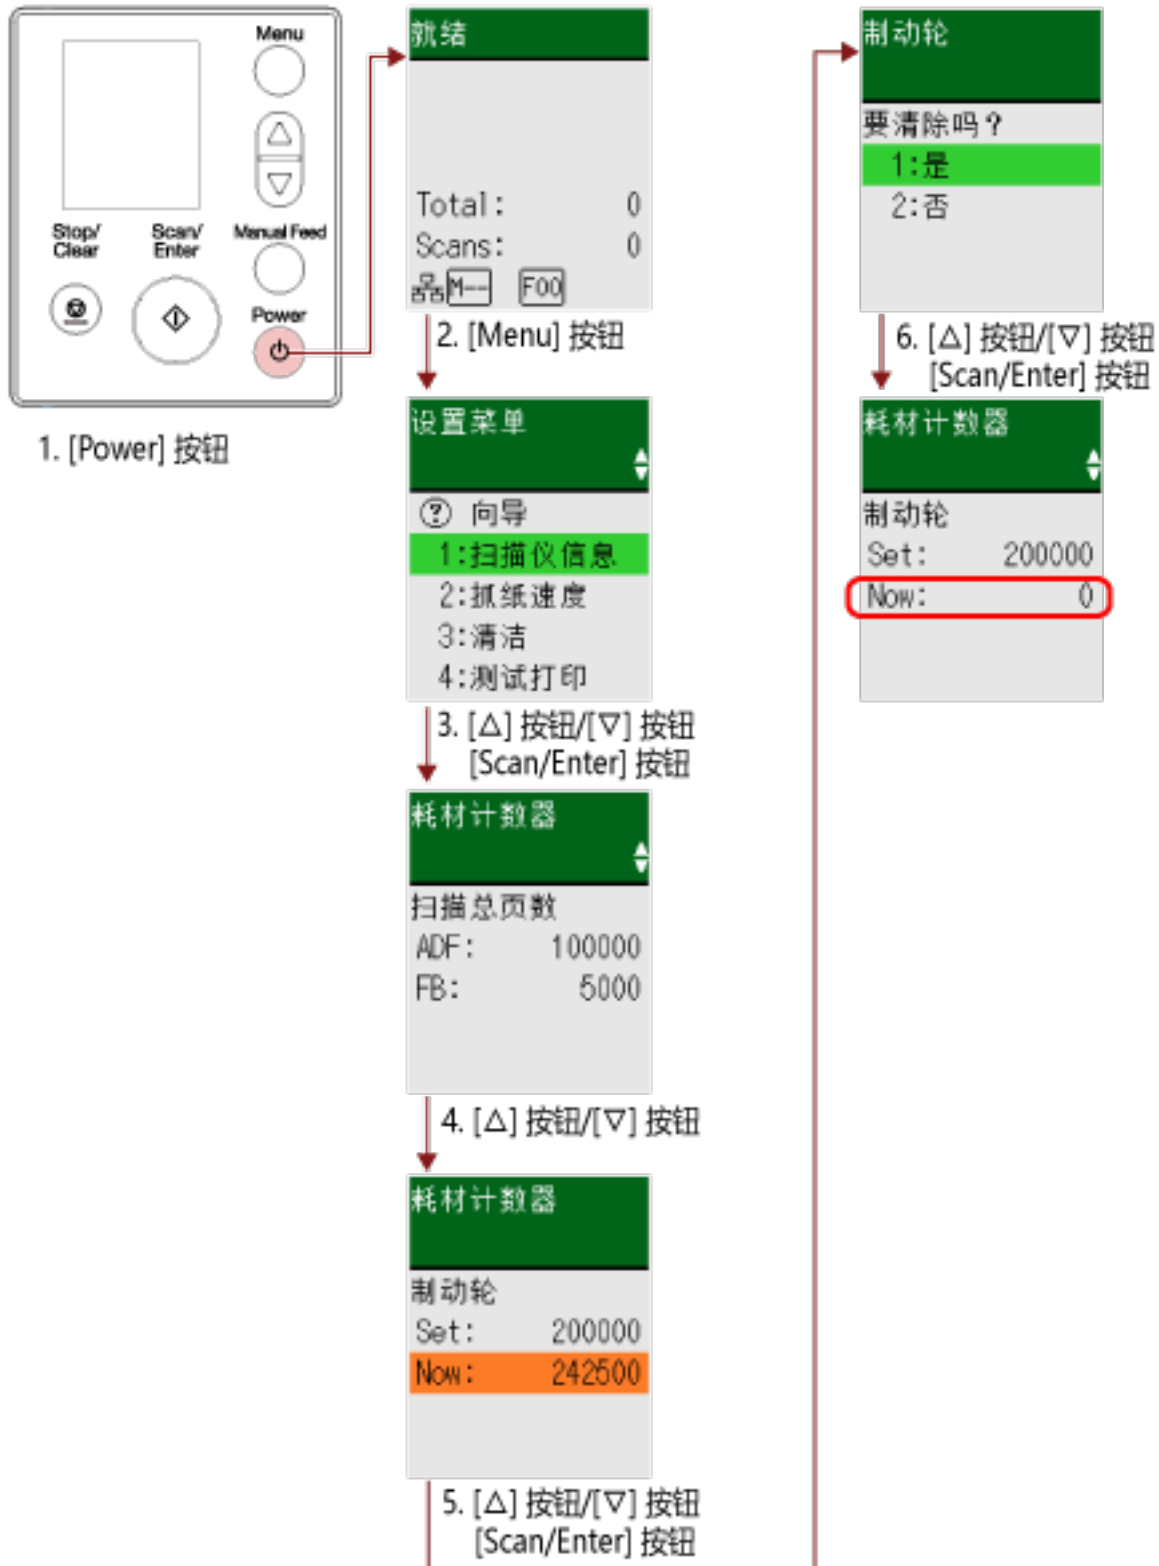 Menu
Stop/
Clear
Scan/
Enter
Manual Feed
Power
1. [Power] 按钮
就绪
Total: 0
Scans: 0
M-- F00
2. [Menu] 按钮
设置菜单
? 向导
1:扫描仪信息
2:抓纸速度
3:清洁
4:测试打印
3. [△] 按钮/[▽] 按钮
[Scan/Enter] 按钮
耗材计数器
扫描总页数
ADF: 100000
FB: 5000
4. [△] 按钮/[▽] 按钮
耗材计数器
制动轮
Set: 200000
Now: 242500
5. [△] 按钮/[▽] 按钮
[Scan/Enter] 按钮
制动轮
要清除吗？
1:是
2:否
6. [△] 按钮/[▽] 按钮
[Scan/Enter] 按钮
耗材计数器
制动轮
Set: 200000
Now: 0